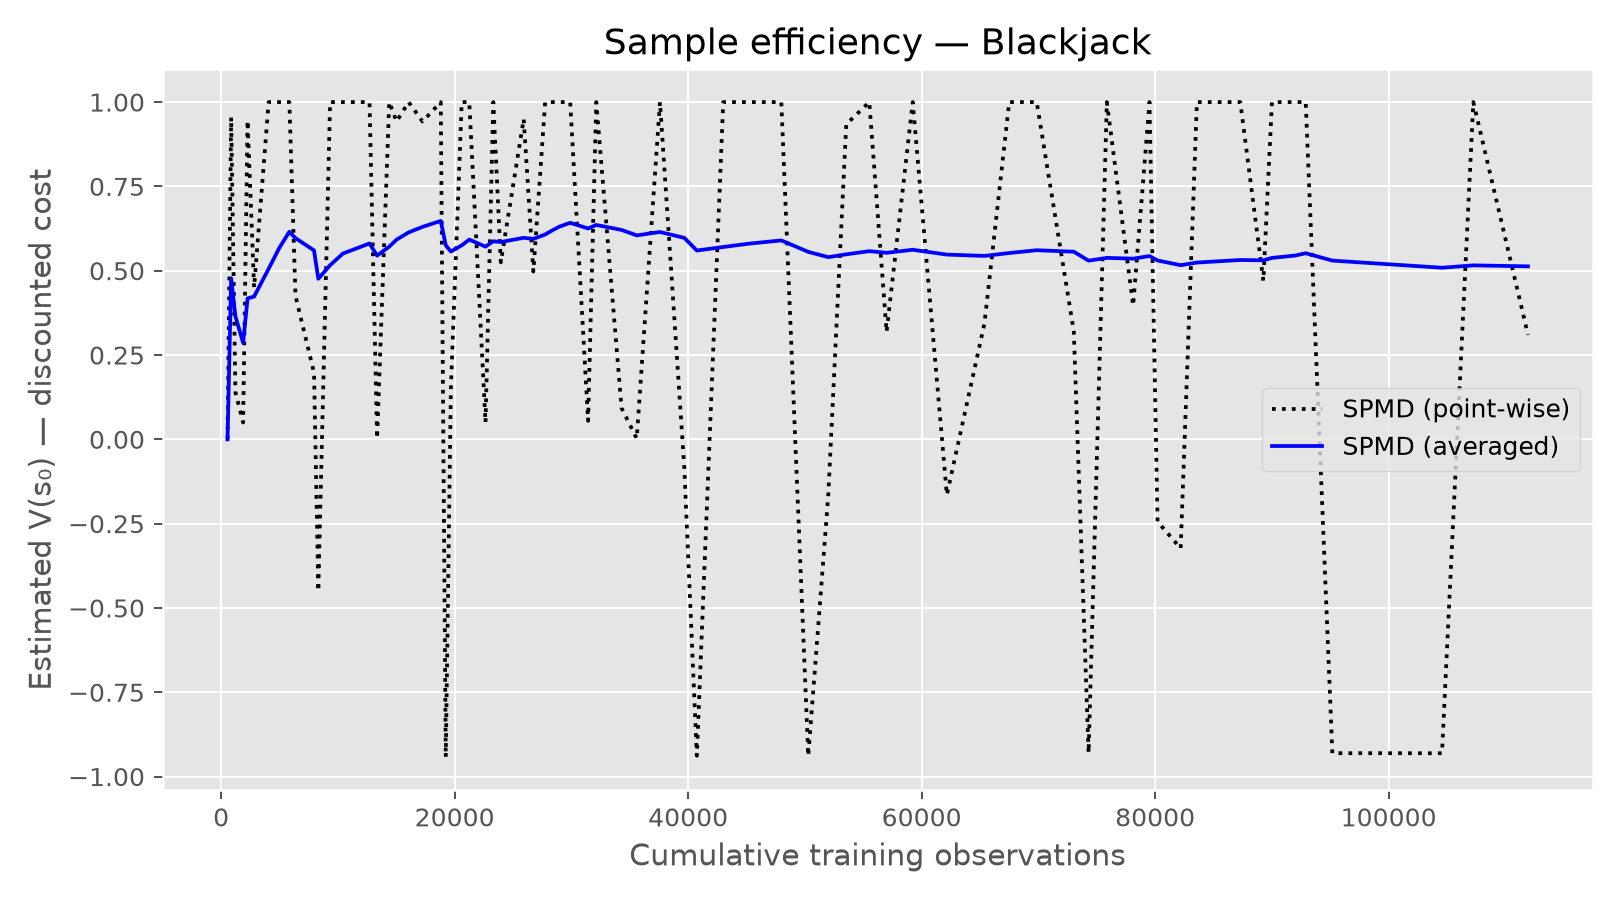 Sample efficiency — Blackjack
Estimated V(s₀) — discounted cost
1.00
0.75
0.50
0.25
0.00
−0.25
−0.50
−0.75
−1.00
SPMD (point-wise)
SPMD (averaged)
0 20000 40000 60000 80000 100000
Cumulative training observations